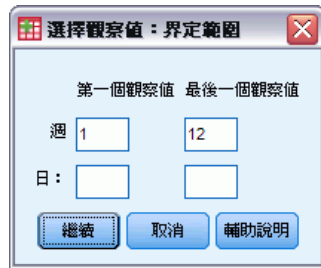 選擇觀察值：界定範圍
第一個觀察值 最後一個觀察值
週 1 12
日：
繼續 取消 輔助說明